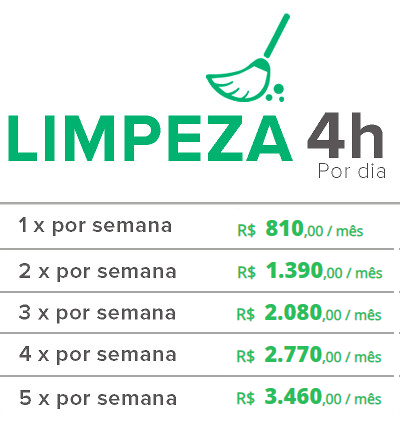 LIMPEZA 4h
Por dia
1 x por semana R$ 810,00 / mês
2 x por semana R$ 1.390,00 / mês
3 x por semana R$ 2.080,00 / mês
4 x por semana R$ 2.770,00 / mês
5 x por semana R$ 3.460,00 / mês